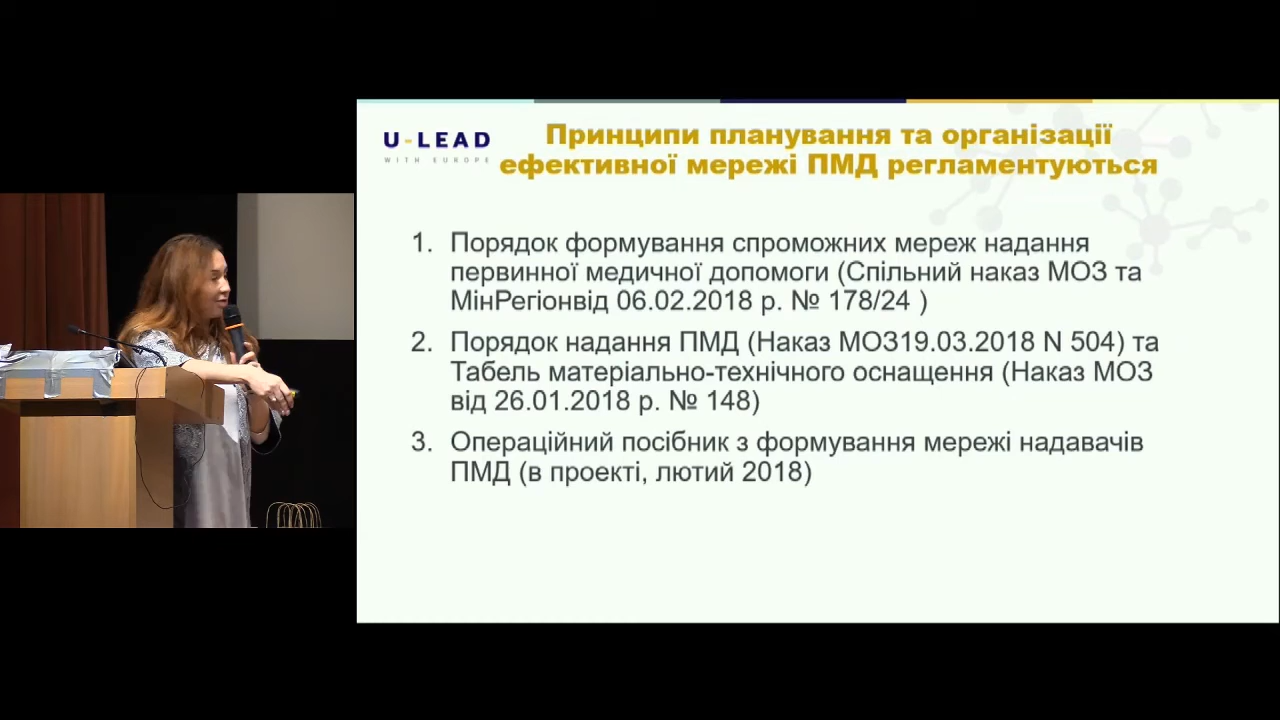 U-LEAD
WITH EUROPE
Принципи планування та організації
ефективної мережі ПМД регламентуються
1. Порядок формування спроможних мереж надання
первинної медичної допомоги (Спільний наказ МОЗ та
МінРегіонвід 06.02.2018 р. № 178/24 )
2. Порядок надання ПМД (Наказ МОЗ19.03.2018 N 504) та
Табель матеріально-технічного оснащення (Наказ МОЗ
від 26.01.2018 р. № 148)
3. Операційний посібник з формування мережі надавачів
ПМД (в проекті, лютий 2018)